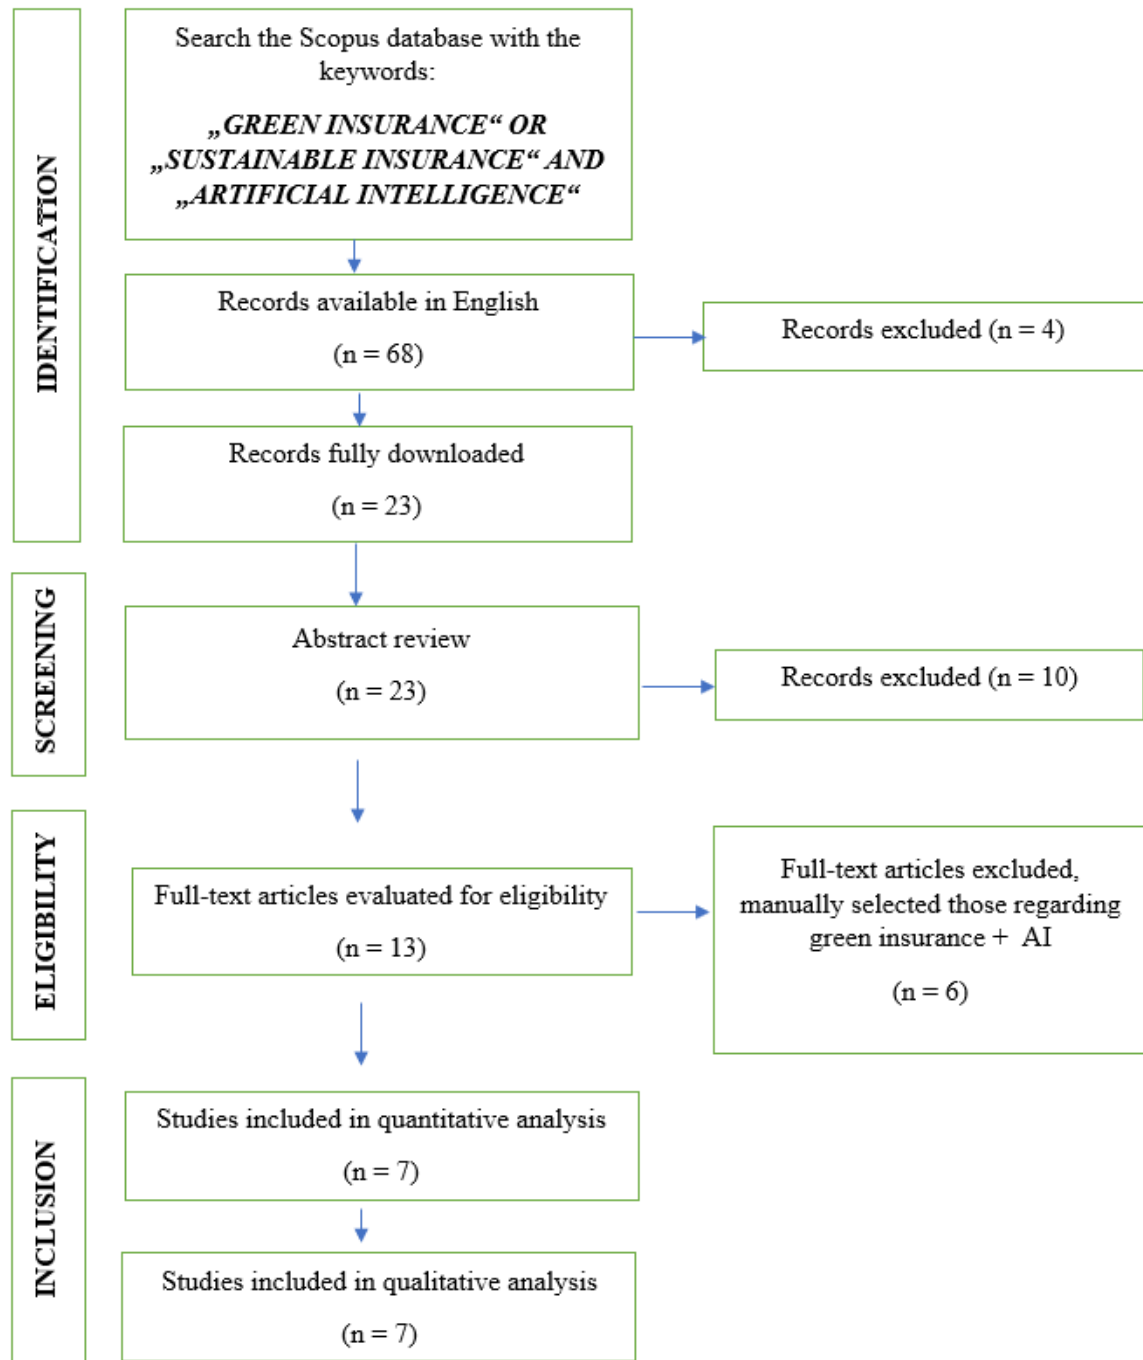 IDENTIFICATION
Search the Scopus database with the
keywords:
„GREEN INSURANCE“ OR
„SUSTAINABLE INSURANCE“ AND
„ARTIFICIAL INTELLIGENCE“
Records available in English
(n = 68)
Records excluded (n = 4)
Records fully downloaded
(n = 23)
SCREENING
Abstract review
(n = 23)
Records excluded (n = 10)
ELIGIBILITY
Full-text articles evaluated for eligibility
(n = 13)
Full-text articles excluded,
manually selected those regarding
green insurance + AI
(n = 6)
INCLUSION
Studies included in quantitative analysis
(n = 7)
Studies included in qualitative analysis
(n = 7)